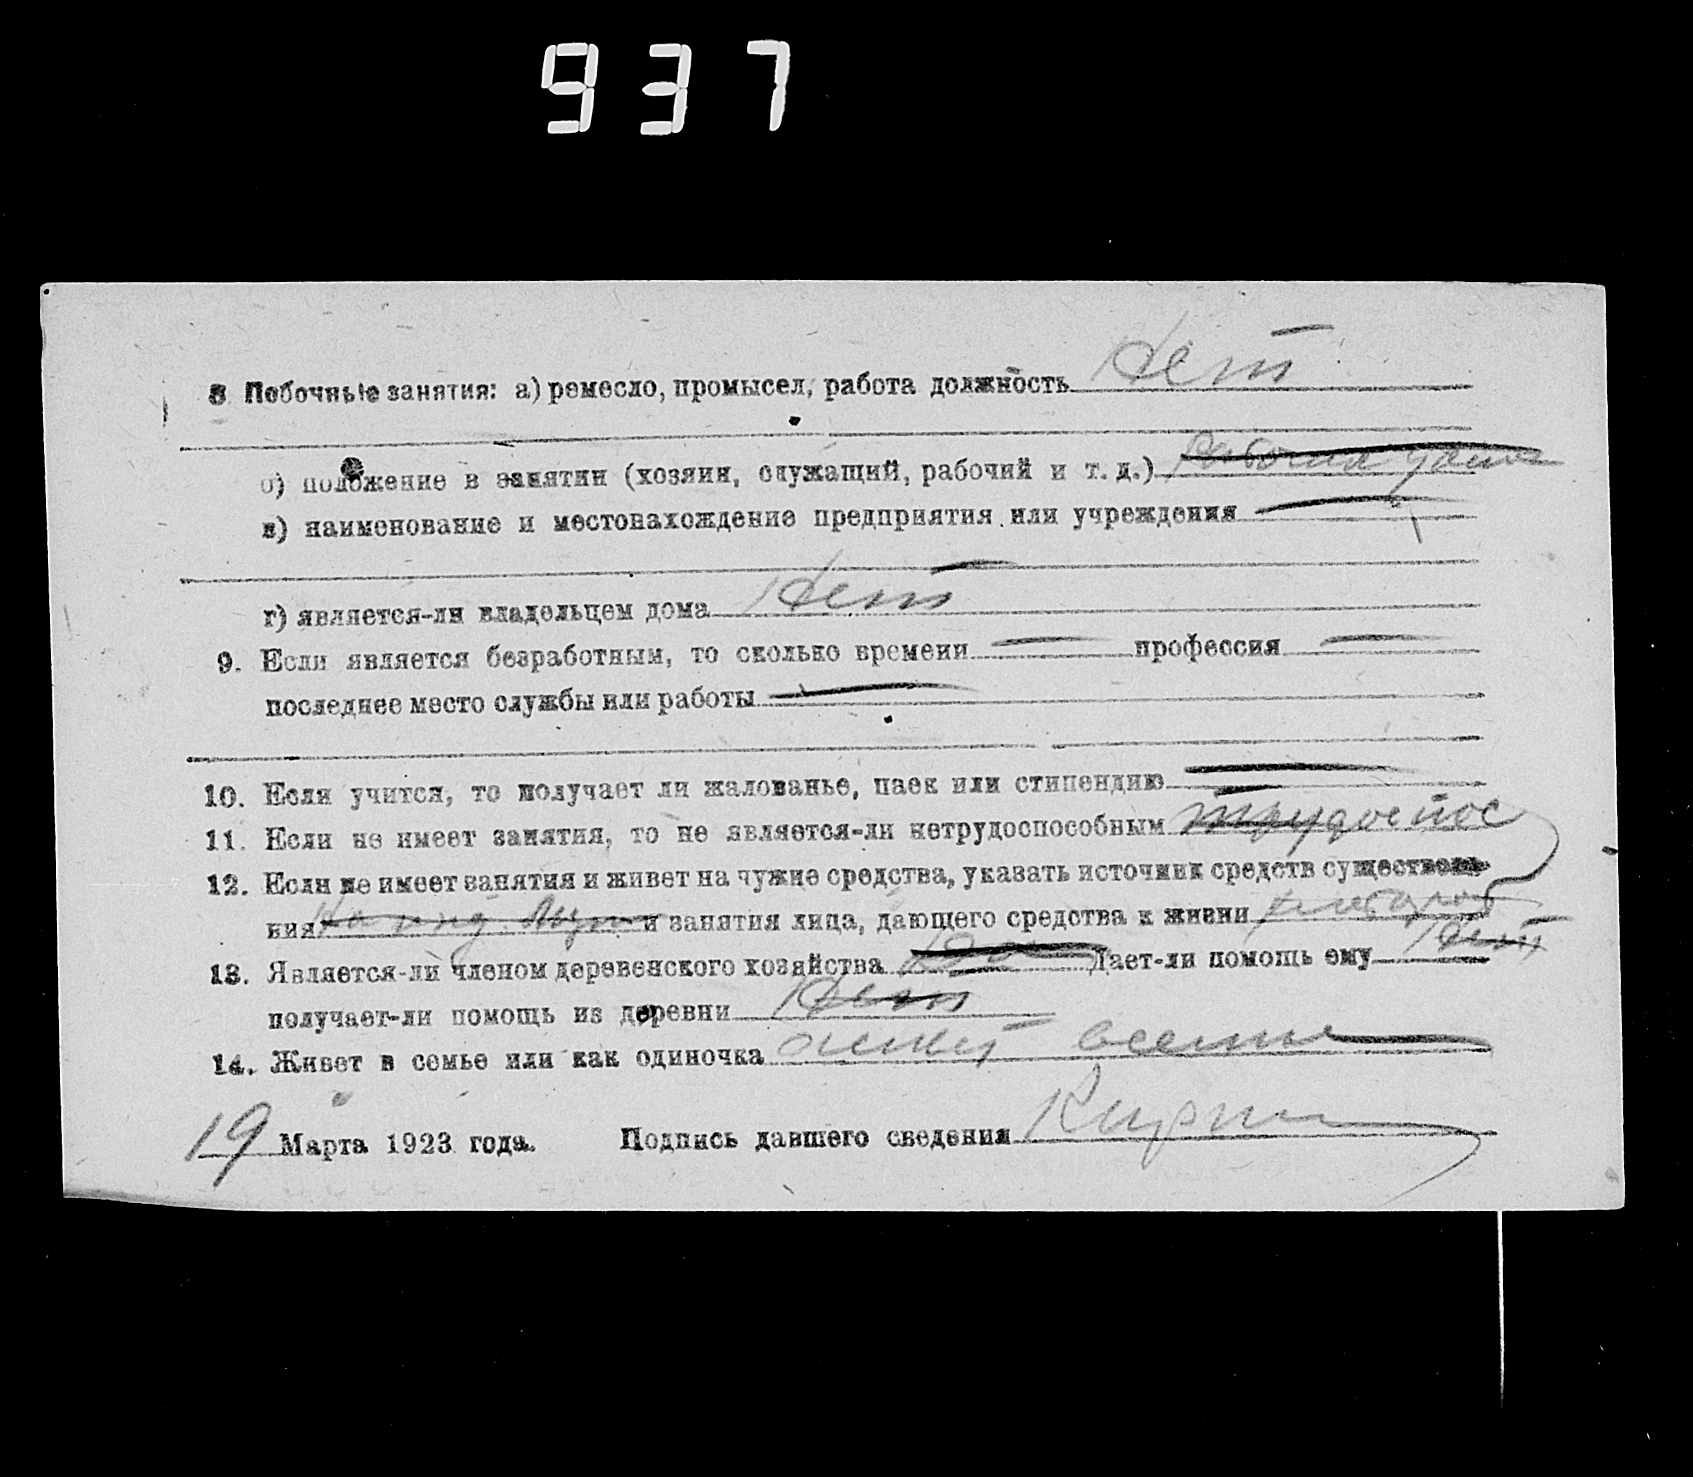 937
8 Побочные занятия: а) ремесло, промысел, работа должность Нет
б) положение в занятии (хозяин, служащий, рабочий и т. д.) Рабочая
в) наименование и местонахождение предприятия или учреждения —
г) является-ли владельцем дома Нет
9. Если является безработным, то сколько времени — профессия —
последнее место службы или работы —
10. Если учится, то получает ли жалованье, паек или стипендию —
11. Если не имеет занятия, то не является-ли нетрудоспособным трудоспос
12. Если не имеет занятия и живет на чужие средства, указать источник средств существова-
ния На и занятия лица, дающего средства к жизни
13. Является-ли членом деревенского хозяйства Дает-ли помощь ему Нет
получает-ли помощь из деревни Нет
14. Живет в семье или как одиночка живет
19 Марта 1923 года. Подпись давшего сведения